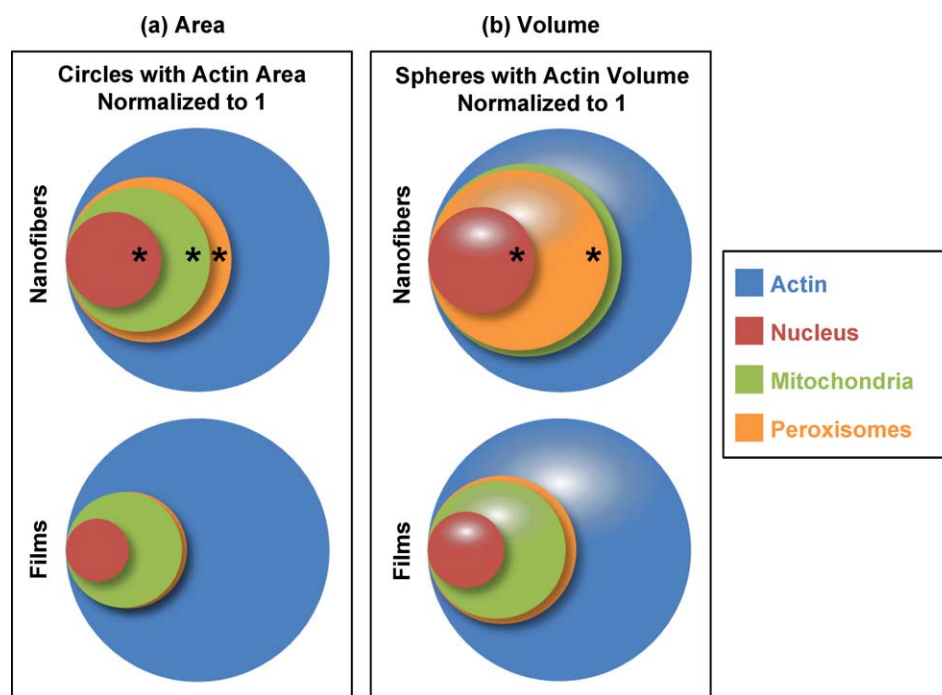 (a) Area
Circles with Actin Area
Normalized to 1
Nanofibers
* * *
Films
(b) Volume
Spheres with Actin Volume
Normalized to 1
Nanofibers
* *
Films
Actin
Nucleus
Mitochondria
Peroxisomes